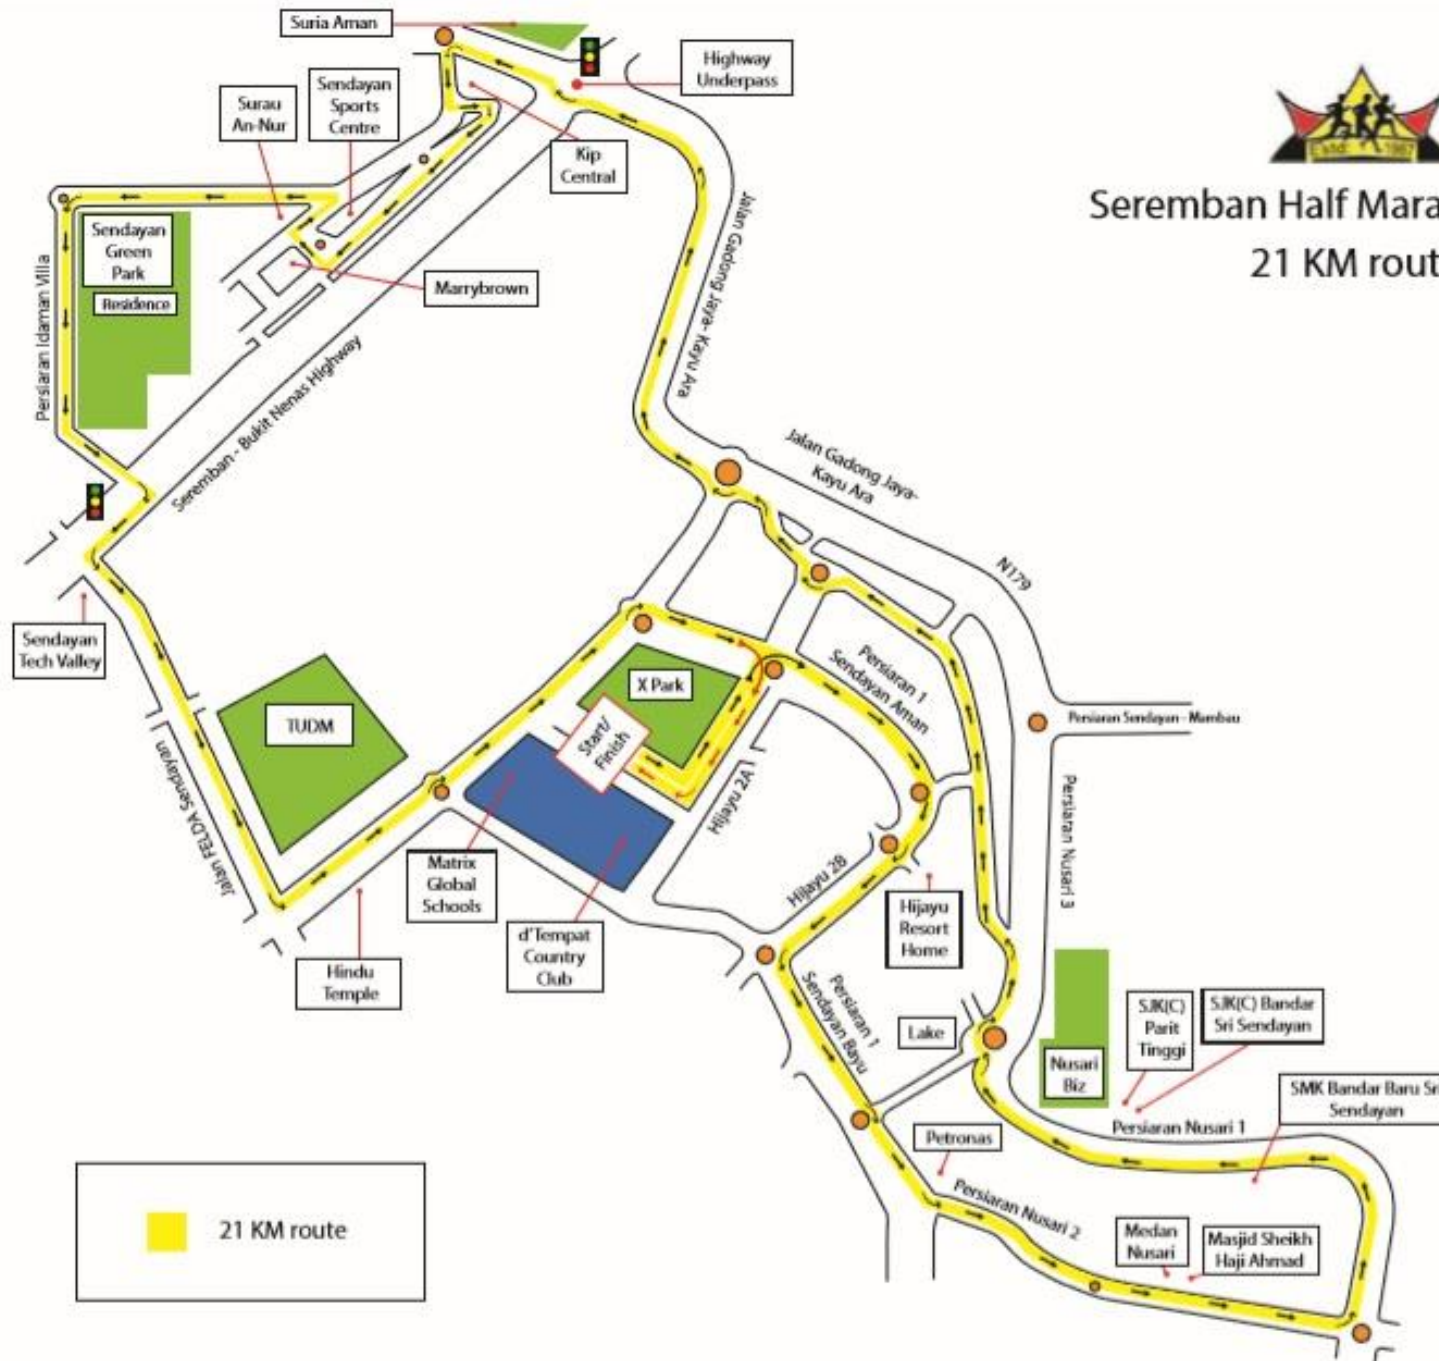 Suria Aman
Highway
Underpass
Sendayan
Sports
Centre
Surau
An-Nur
Kip
Central
1967
Seremban Half Mara
21 KM rout
Sendayan
Green
Park
Residence
Marrybrown
Persiaran Idaman Villa
Seremban - Bukit Nenas Highway
Jalan Gadong Jaya- Kayu Ara
Jalan Gadong Jaya-
Kayu Ara
N179
Sendayan
Tech Valley
TUDM
X Park
Start/
Finish
Persiaran 1
Sendayan Aman
Persiaran Sendayan - Mambau
Jalan FELDA Sendayan
Hijayu 2A
Persiaran Nusari 3
Matrix
Global
Schools
Hijayu 2B
Hijayu
Resort
Home
d'Tempat
Country
Club
Hindu
Temple
Persiaran 1
Sendayan Bayu
Lake
SJK(C)
Parit
Tinggi
SJK(C) Bandar
Sri Sendayan
Nusari
Biz
SMK Bandar Baru Sri
Sendayan
Persiaran Nusari 1
Petronas
Persiaran Nusari 2
Medan
Nusari
Masjid Sheikh
Haji Ahmad
21 KM route